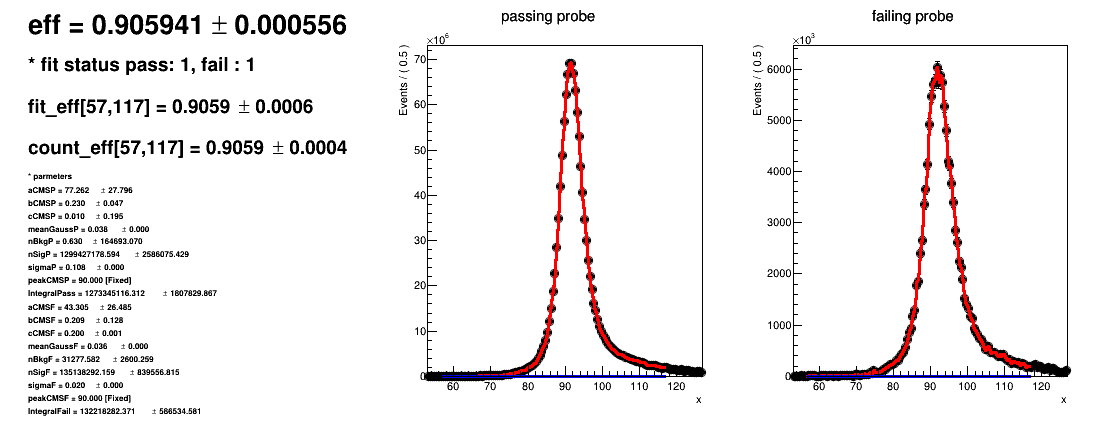 eff = 0.905941 ± 0.000556
* fit status pass: 1, fail : 1
fit_eff[57,117] = 0.9059 ± 0.0006
count_eff[57,117] = 0.9059 ± 0.0004
* parmeters
aCMSP = 77.262 ± 27.796
bCMSP = 0.230 ± 0.047
cCMSP = 0.010 ± 0.195
meanGaussP = 0.038 ± 0.000
nBkgP = 0.630 ± 164693.070
nSigP = 1299427178.594 ± 2586075.429
sigmaP = 0.108 ± 0.000
peakCMSP = 90.000 [Fixed]
IntegralPass = 1273345116.312 ± 1807829.867
aCMSF = 43.305 ± 26.485
bCMSF = 0.209 ± 0.128
cCMSF = 0.200 ± 0.001
meanGaussF = 0.036 ± 0.000
nBkgF = 31277.582 ± 2600.259
nSigF = 135138292.159 ± 839556.815
sigmaF = 0.020 ± 0.000
peakCMSF = 90.000 [Fixed]
IntegralFail = 132218282.371 ± 586534.581
passing probe
×10⁶
Events / ( 0.5 )
70
60
50
40
30
20
10
0
60 70 80 90 100 110 120
x
failing probe
×10³
Events / ( 0.5 )
6000
5000
4000
3000
2000
1000
0
60 70 80 90 100 110 120
x